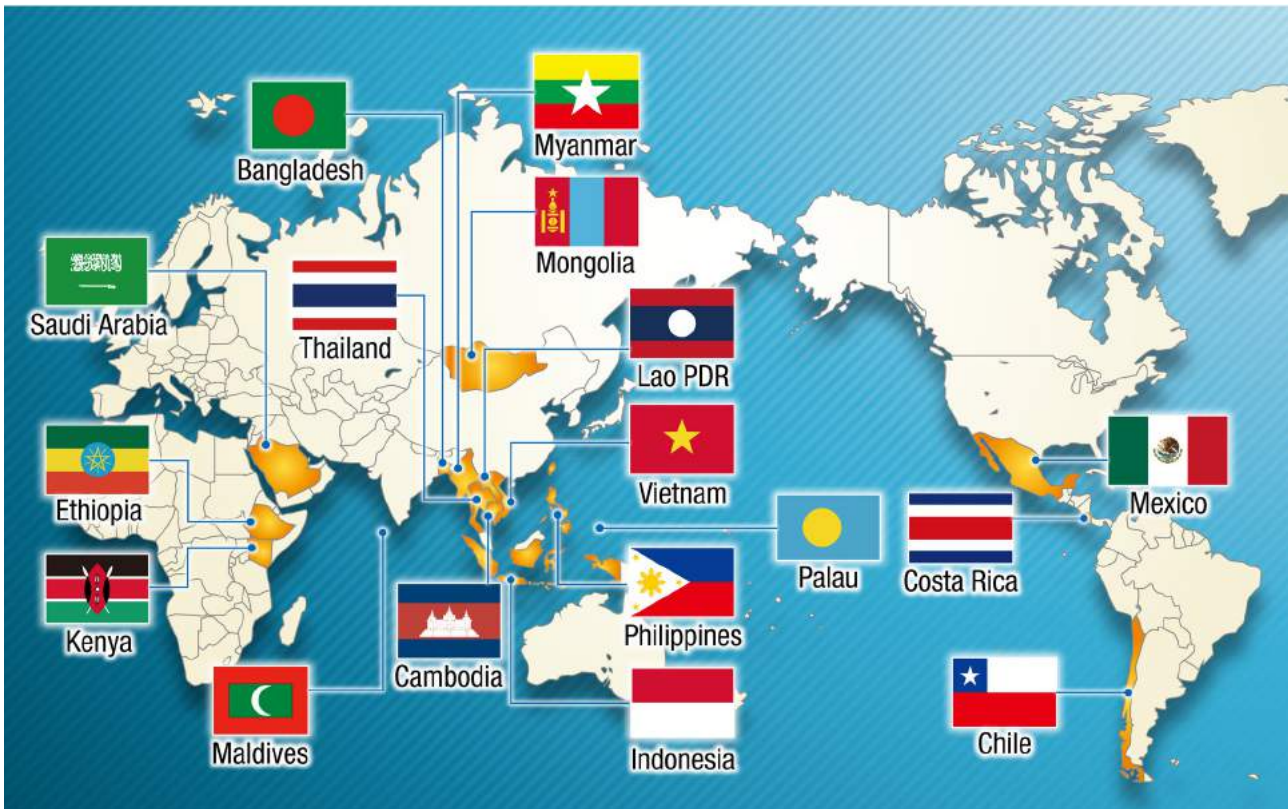 Bangladesh
Myanmar
Mongolia
Saudi Arabia
Thailand
Lao PDR
Ethiopia
Vietnam
Mexico
Kenya
Cambodia
Philippines
Palau
Costa Rica
Maldives
Indonesia
Chile